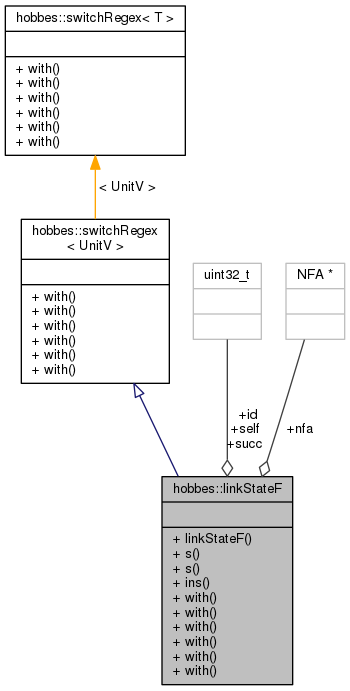 hobbes::switchRegex< T >
+ with()
+ with()
+ with()
+ with()
+ with()
+ with()
< UnitV >
hobbes::switchRegex
< UnitV >
+ with()
+ with()
+ with()
+ with()
+ with()
+ with()
uint32_t
NFA *
+id
+self
+succ
+nfa
hobbes::linkStateF
+ linkStateF()
+ s()
+ s()
+ ins()
+ with()
+ with()
+ with()
+ with()
+ with()
+ with()